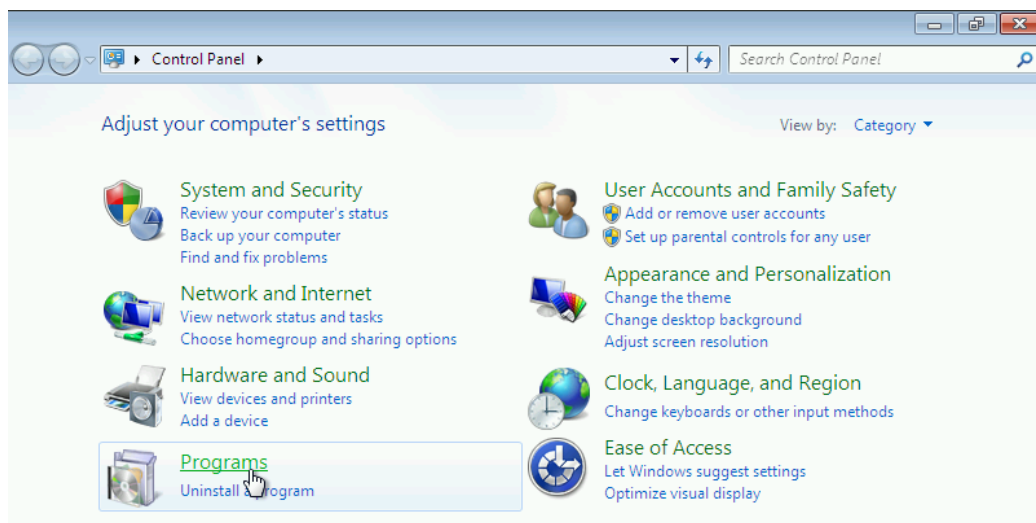 Control Panel
Search Control Panel
Adjust your computer's settings
View by: Category
System and Security
Review your computer's status
Back up your computer
Find and fix problems
Network and Internet
View network status and tasks
Choose homegroup and sharing options
Hardware and Sound
View devices and printers
Add a device
Programs
Uninstall a program
User Accounts and Family Safety
Add or remove user accounts
Set up parental controls for any user
Appearance and Personalization
Change the theme
Change desktop background
Adjust screen resolution
Clock, Language, and Region
Change keyboards or other input methods
Ease of Access
Let Windows suggest settings
Optimize visual display